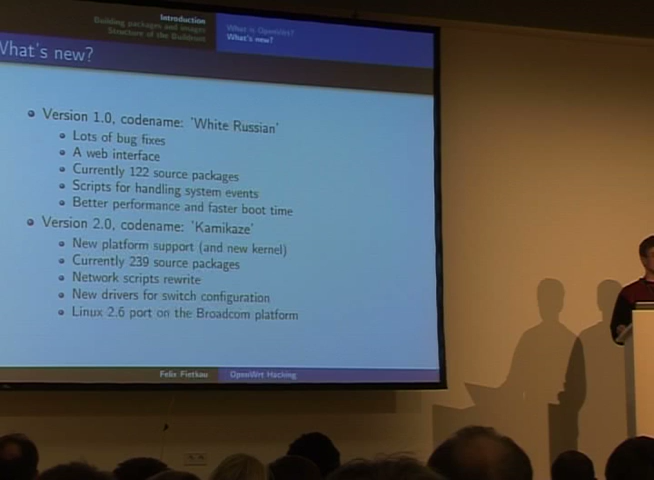 Introduction
Building packages and images
Structure of the Buildroot
What is OpenWrt?
What's new?
What's new?
Version 1.0, codename: 'White Russian'
Lots of bug fixes
A web interface
Currently 122 source packages
Scripts for handling system events
Better performance and faster boot time
Version 2.0, codename: 'Kamikaze'
New platform support (and new kernel)
Currently 239 source packages
Network scripts rewrite
New drivers for switch configuration
Linux 2.6 port on the Broadcom platform
Felix Fietkau
OpenWrt Hacking